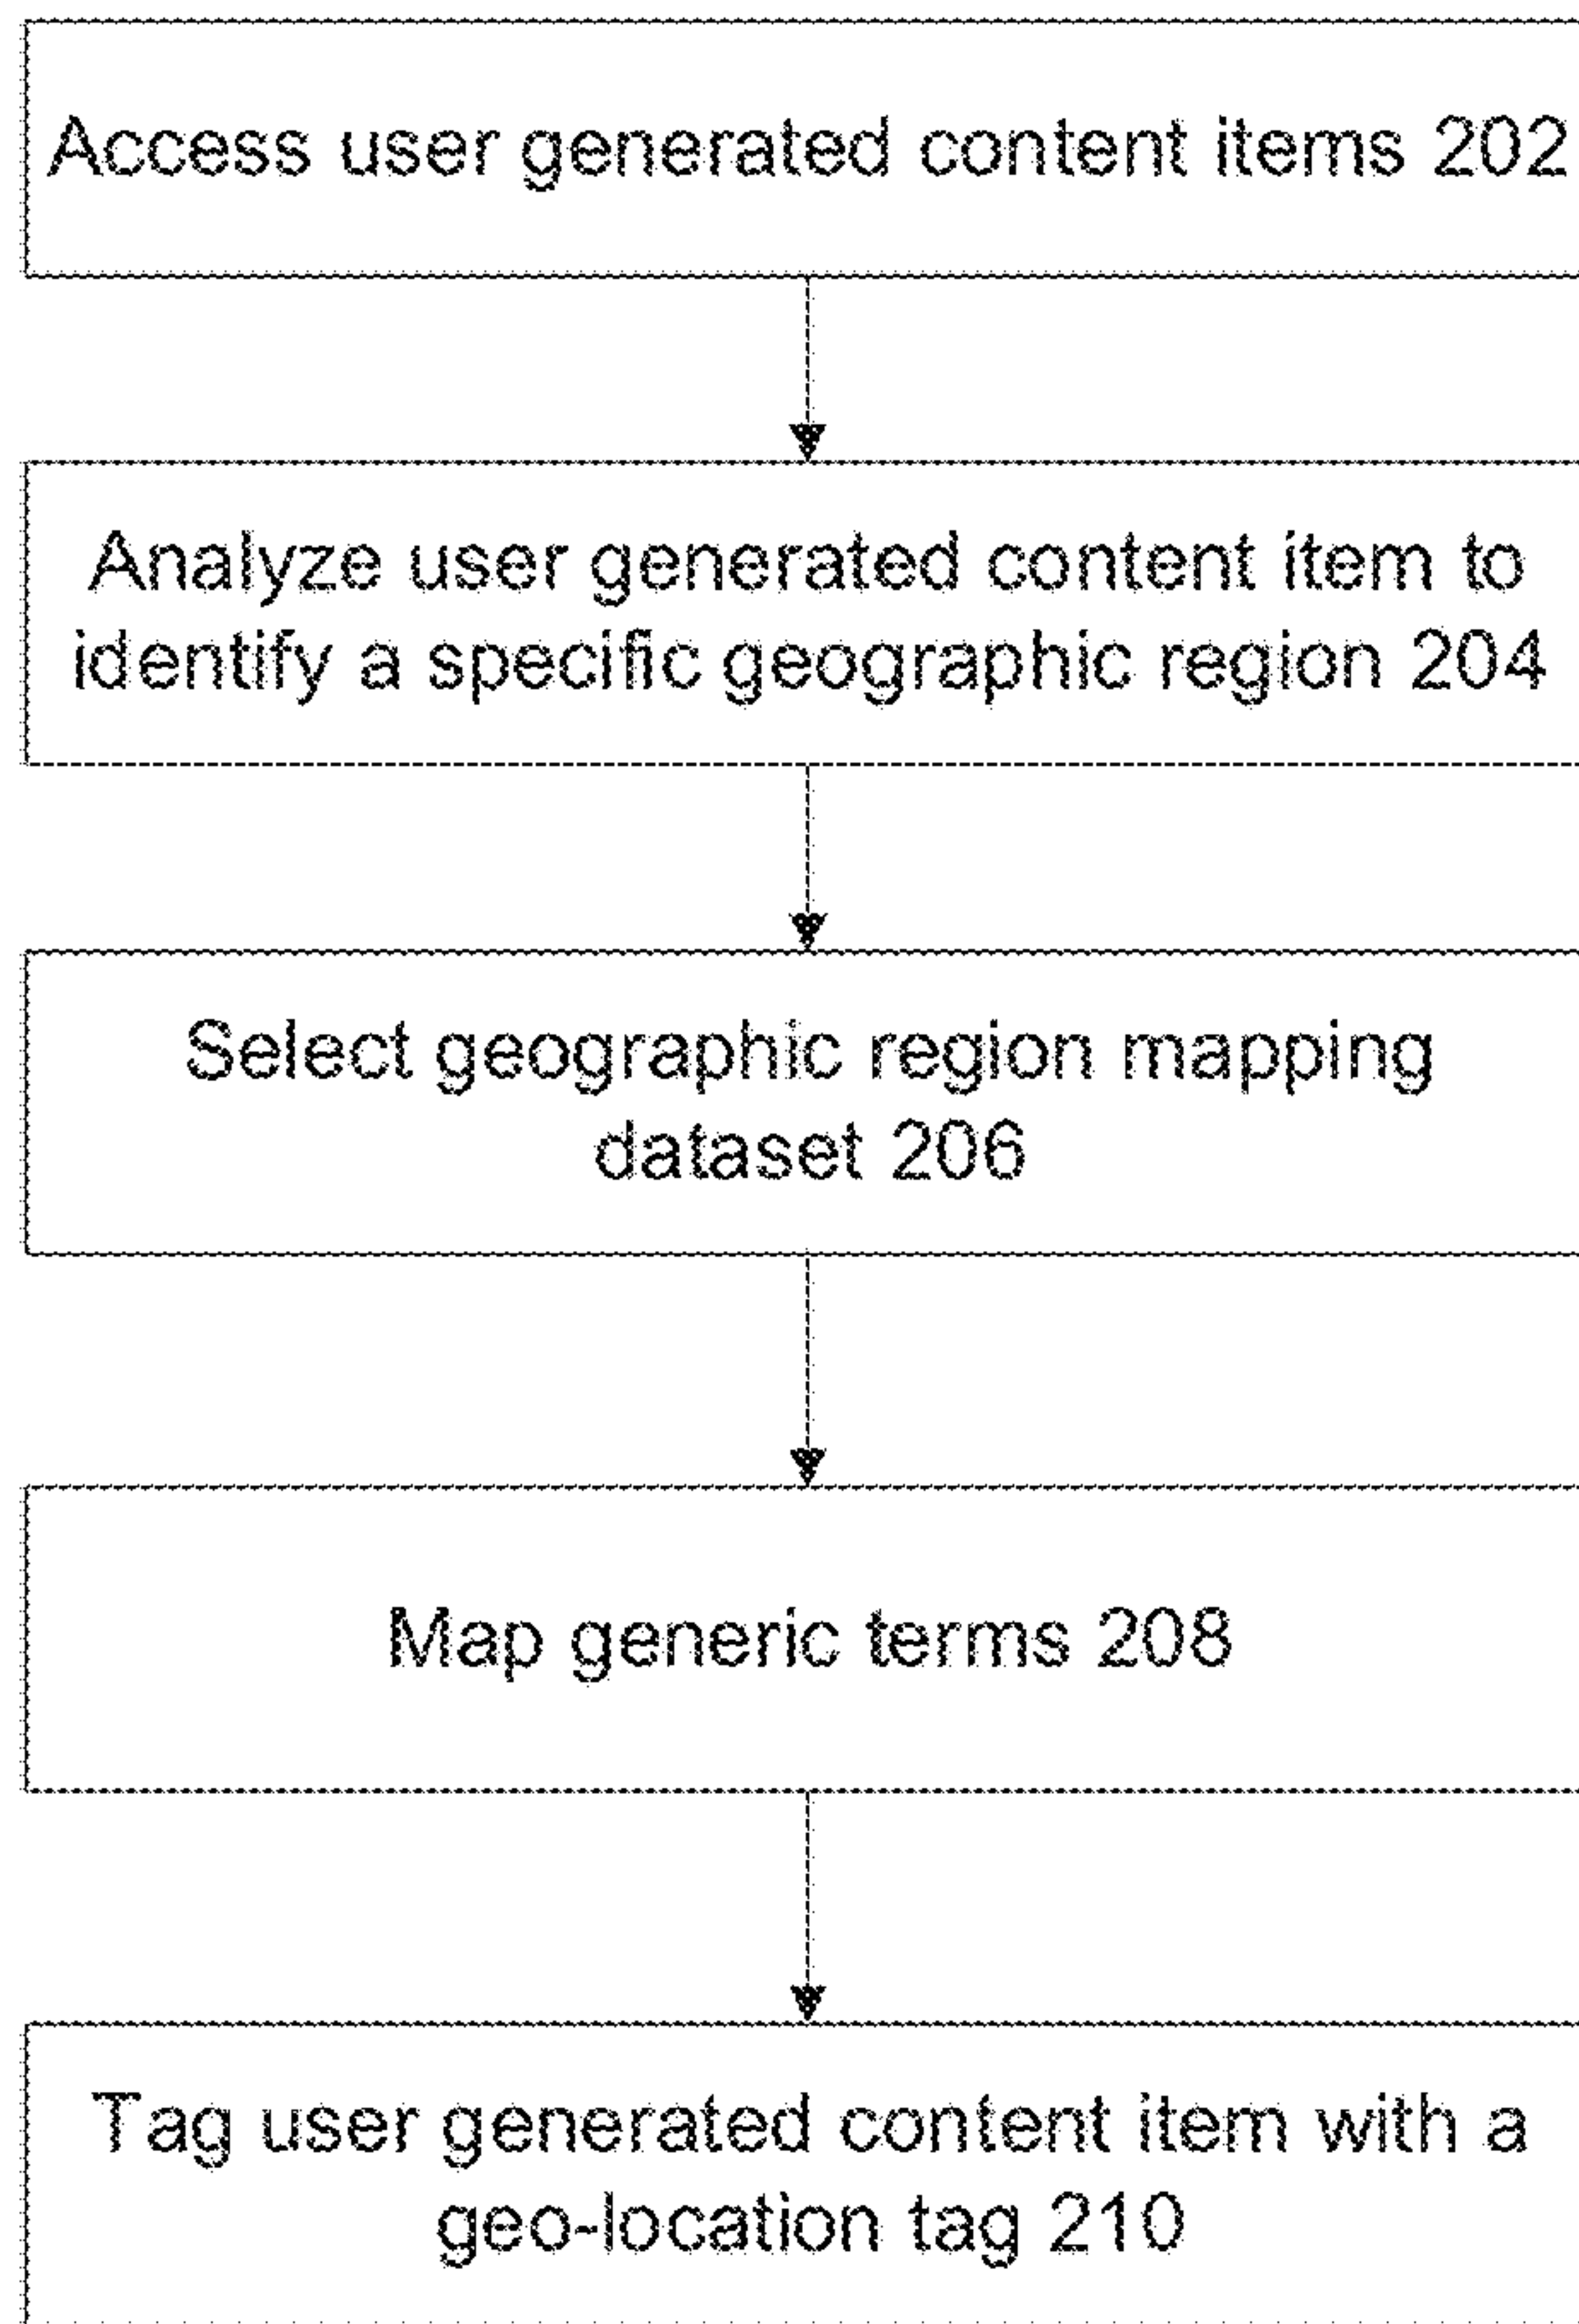 Access user generated content items 202
Analyze user generated content item to
identify a specific geographic region 204
Select geographic region mapping
dataset 206
Map generic terms 208
Tag user generated content item with a
geo-location tag 210